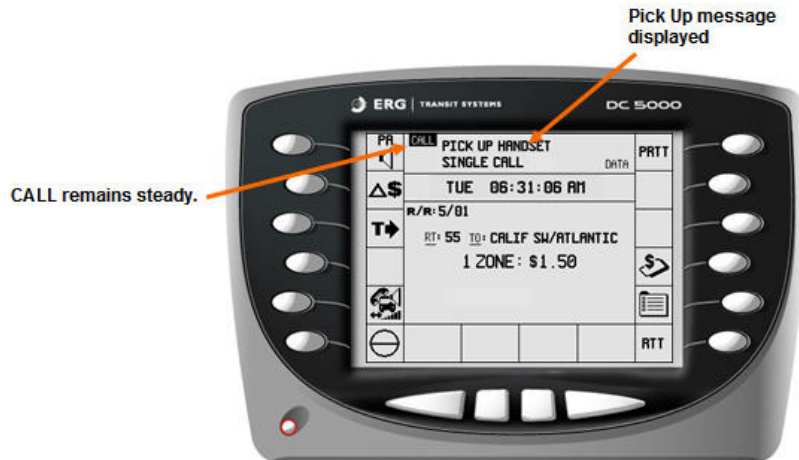 Pick Up message
displayed
ERG | TRANSIT SYSTEMS
DC 5000
CALL remains steady.
PA
CALL
PICK UP HANDSET
SINGLE CALL
DATA
PRTT
TUE 06:31:06 AM
△$
R/R: 5/01
T
RT: 55 TO: CALIF SW/ATLANTIC
1 ZONE: $1.50
$
RTT